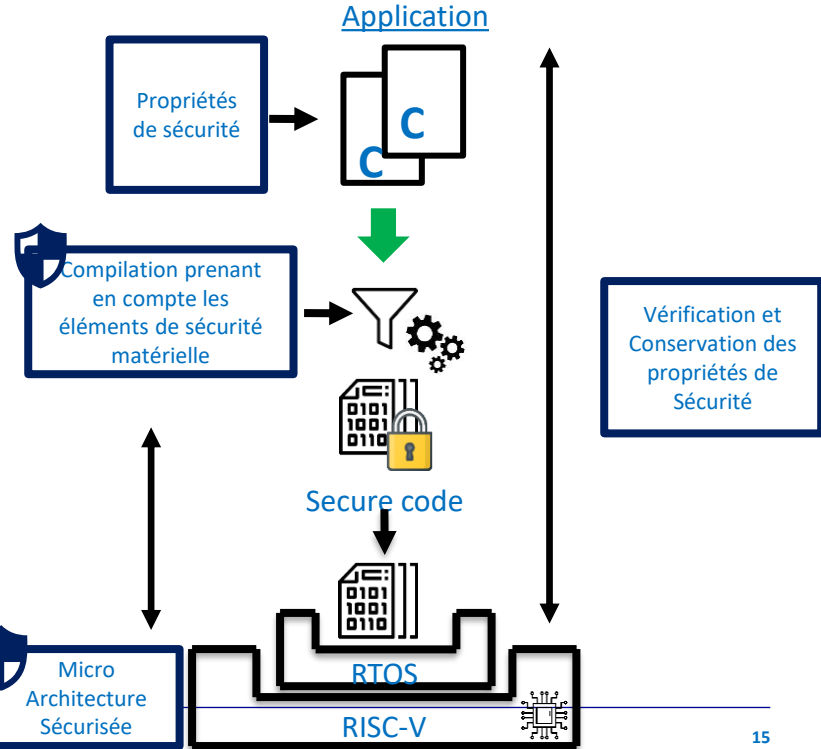 Application
Propriétés
de sécurité
C
C
Compilation prenant
en compte les
éléments de sécurité
matérielle
Vérification et
Conservation des
propriétés de
Sécurité
0101
1001
0110
Secure code
0101
1001
0110
RTOS
Micro
Architecture
Sécurisée
RISC-V
15